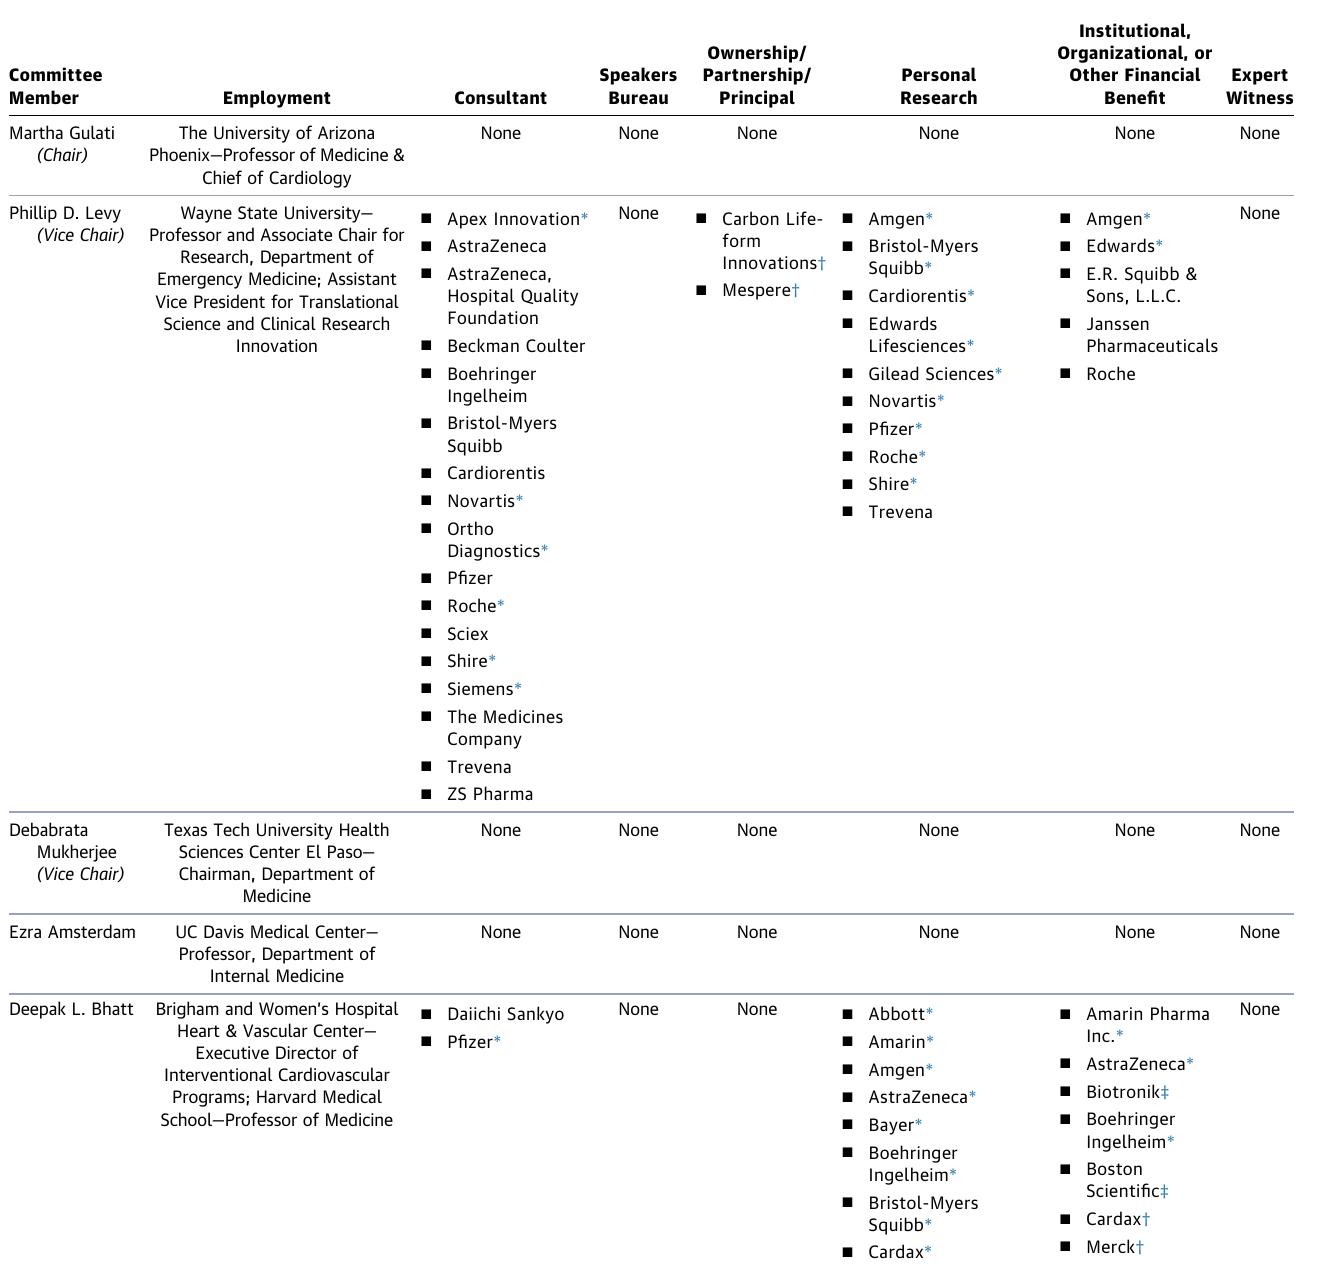 Committee
Member
Employment
Consultant
Speakers
Bureau
Ownership/
Partnership/
Principal
Personal
Research
Institutional,
Organizational, or
Other Financial
Benefit
Expert
Witness
Martha Gulati
(Chair)
The University of Arizona
Phoenix—Professor of Medicine &
Chief of Cardiology
None
None
None
None
None
None
Phillip D. Levy
(Vice Chair)
Wayne State University—
Professor and Associate Chair for
Research, Department of
Emergency Medicine; Assistant
Vice President for Translational
Science and Clinical Research
Innovation
■ Apex Innovation*
■ AstraZeneca
■ AstraZeneca,
Hospital Quality
Foundation
■ Beckman Coulter
■ Boehringer
Ingelheim
■ Bristol-Myers
Squibb
■ Cardiorentis
■ Novartis*
■ Ortho
Diagnostics*
■ Pfizer
■ Roche*
■ Sciex
■ Shire*
■ Siemens*
■ The Medicines
Company
■ Trevena
■ ZS Pharma
None
■ Carbon Life-
form
Innovations†
■ Mespere†
■ Amgen*
■ Bristol-Myers
Squibb*
■ Cardiorentis*
■ Edwards
Lifesciences*
■ Gilead Sciences*
■ Novartis*
■ Pfizer*
■ Roche*
■ Shire*
■ Trevena
■ Amgen*
■ Edwards*
■ E.R. Squibb &
Sons, L.L.C.
■ Janssen
Pharmaceuticals
■ Roche
None
Debabrata
Mukherjee
(Vice Chair)
Texas Tech University Health
Sciences Center El Paso—
Chairman, Department of
Medicine
None
None
None
None
None
None
Ezra Amsterdam
UC Davis Medical Center—
Professor, Department of
Internal Medicine
None
None
None
None
None
None
Deepak L. Bhatt
Brigham and Women's Hospital
Heart & Vascular Center—
Executive Director of
Interventional Cardiovascular
Programs; Harvard Medical
School—Professor of Medicine
■ Daiichi Sankyo
■ Pfizer*
None
None
■ Abbott*
■ Amarin*
■ Amgen*
■ AstraZeneca*
■ Bayer*
■ Boehringer
Ingelheim*
■ Bristol-Myers
Squibb*
■ Cardax*
■ Amarin Pharma
Inc.*
■ AstraZeneca*
■ Biotronik‡
■ Boehringer
Ingelheim*
■ Boston
Scientific‡
■ Cardax†
■ Merck†
None